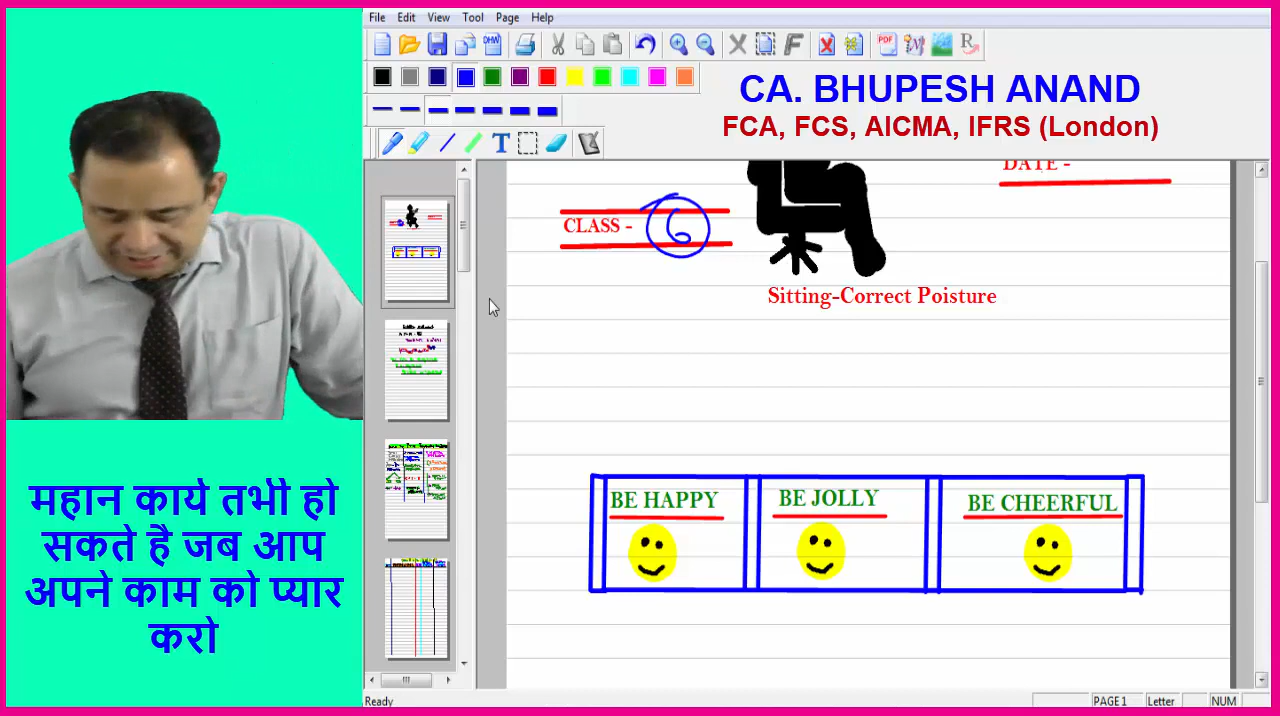 File Edit View Tool Page Help
CA. BHUPESH ANAND
FCA, FCS, AICMA, IFRS (London)
DATE -
CLASS - 6
Sitting-Correct Poisture
BE HAPPY BE JOLLY BE CHEERFUL
महान कार्य तभी हो
सकते है जब आप
अपने काम को प्यार
करो
Ready PAGE 1 Letter NUM